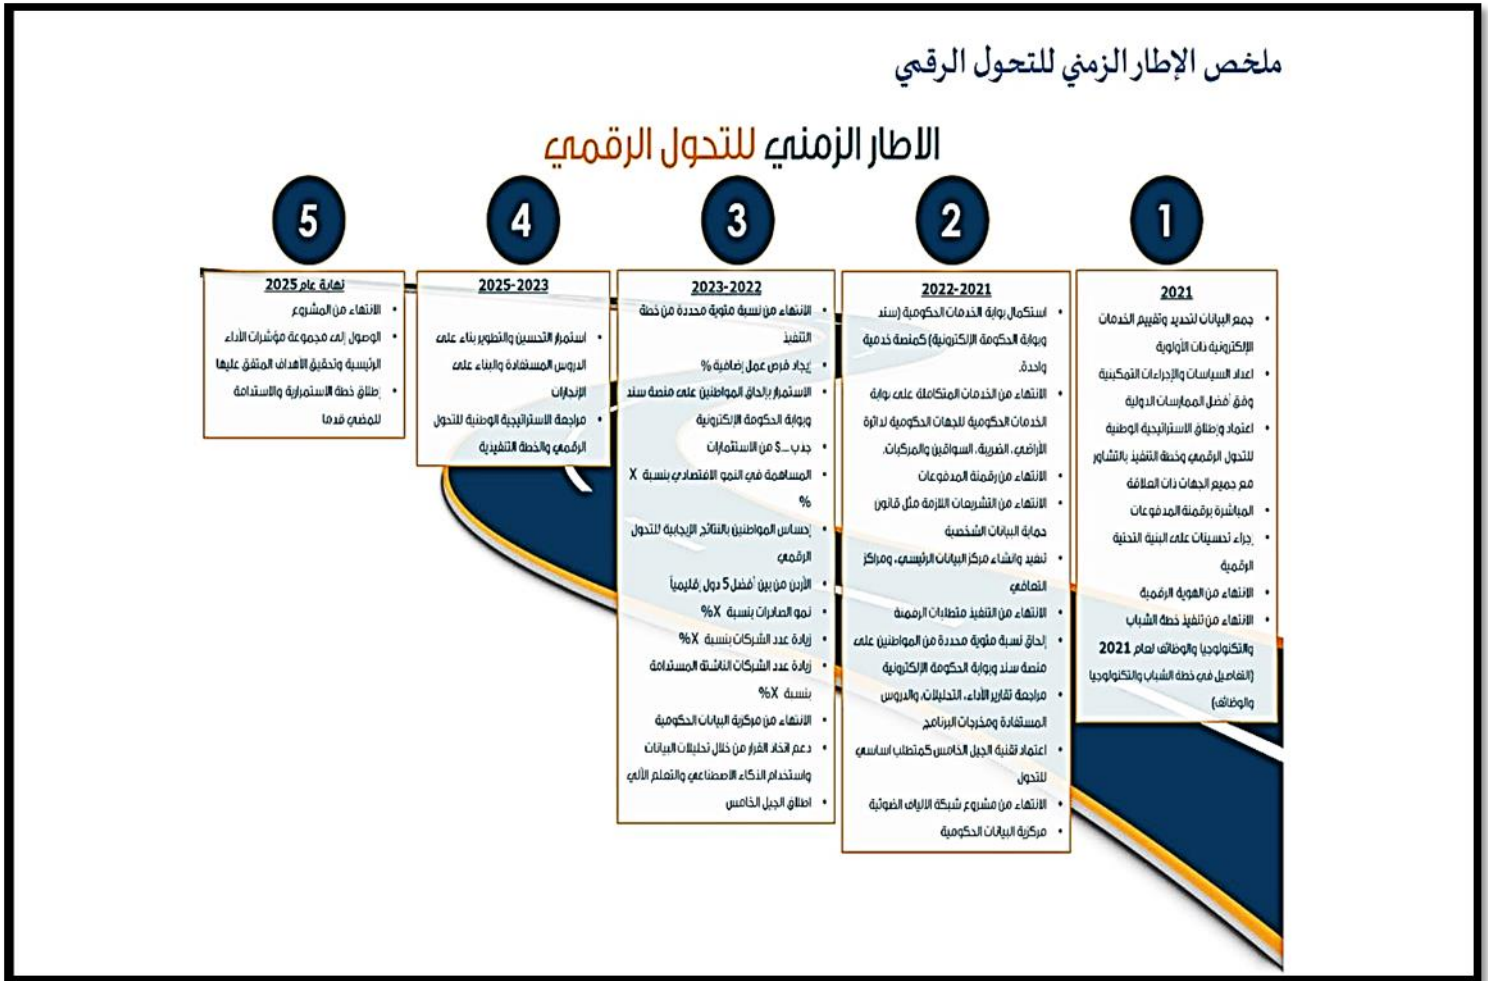 ملخص الإطار الزمني للتحول الرقمي
الاطار الزمني للتحول الرقمي
1
2021
• جمع البيانات لتحديد وتقييم الخدمات
الإلكترونية ذات الأولوية
• اعداد السياسات والإجراءات التمكينية
وفق أفضل الممارسات الدولية
• اعتماد وإطلاق الاستراتيجية الوطنية
للتحول الرقمي وخطة التنفيذ بالتشاور
مع جميع الجهات ذات العلاقة
• المباشرة برقمنة المدفوعات
• إجراء تحسينات على البنية التحتية
الرقمية
• الانتهاء من الهوية الرقمية
• الانتهاء من تنفيذ خطة الشباب
والتكنولوجيا والوظائف لعام 2021
(التفاصيل في خطة الشباب والتكنولوجيا
والوظائف)
2
2022-2021
• استكمال بوابة الخدمات الحكومية (سند
وبوابة الحكومة الإلكترونية) كمنصة خدمية
واحدة.
• الانتهاء من الخدمات المتكاملة على بوابة
الخدمات الحكومية للجهات الحكومية لدائرة
الأراضي، الضريبة، السواقين والمركبات.
• الانتهاء من رقمنة المدفوعات
• الانتهاء من التشريعات اللازمة مثل قانون
حماية البيانات الشخصية
• تنفيذ وانشاء مركز البيانات الرئيسي، ومراكز
التعافي
• الانتهاء من التنفيذ متطلبات الرقمنة
• إلحاق نسبة مئوية محددة من المواطنين على
منصة سند وبوابة الحكومة الإلكترونية
• مراجعة تقارير الأداء، التحليلات، والدروس
المستفادة ومخرجات البرنامج
• اعتماد تقنية الجيل الخامس كمتطلب اساسي
للتحول
• الانتهاء من مشروع شبكة الالياف الضوئية
• مركزية البيانات الحكومية
3
2023-2022
• الانتهاء من نسبة مئوية محددة من خطة
التنفيذ
• إيجاد فرص عمل إضافية %
• الاستمرار بإلحاق المواطنين على منصة سند
وبوابة الحكومة الإلكترونية
• جذب ...$ من الاستثمارات
• المساهمة في النمو الاقتصادي بنسبة X
%
• إحساس المواطنين بالنتائج الإيجابية للتحول
الرقمي
• الأردن من بين أفضل 5 دول إقليمياً
• نمو الصادرات بنسبة X%
• زيادة عدد الشركات بنسبة X%
• زيادة عدد الشركات الناشئة المستدامة
بنسبة X%
• الانتهاء من مركزية البيانات الحكومية
• دعم اتخاذ القرار من خلال تحليلات البيانات
واستخدام الذكاء الاصطناعي والتعلم الآلي
• اطلاق الجيل الخامس
4
2025-2023
• استمرار التحسين والتطوير بناء على
الدروس المستفادة والبناء على
الإنجازات
• مراجعة الاستراتيجية الوطنية للتحول
الرقمي والخطة التنفيذية
5
نهاية عام 2025
• الانتهاء من المشروع
• الوصول إلى مجموعة مؤشرات الأداء
الرئيسية وتحقيق الأهداف المتفق عليها
• إطلاق خطة الاستمرارية والاستدامة
للمضي قدما